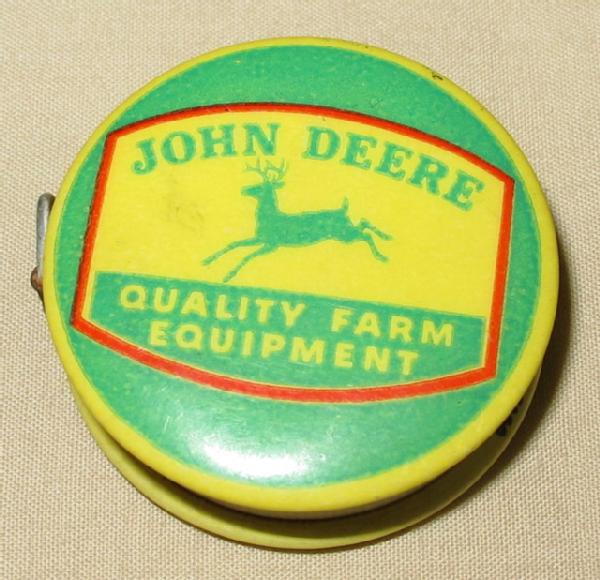 JOHN DEERE
QUALITY FARM
EQUIPMENT